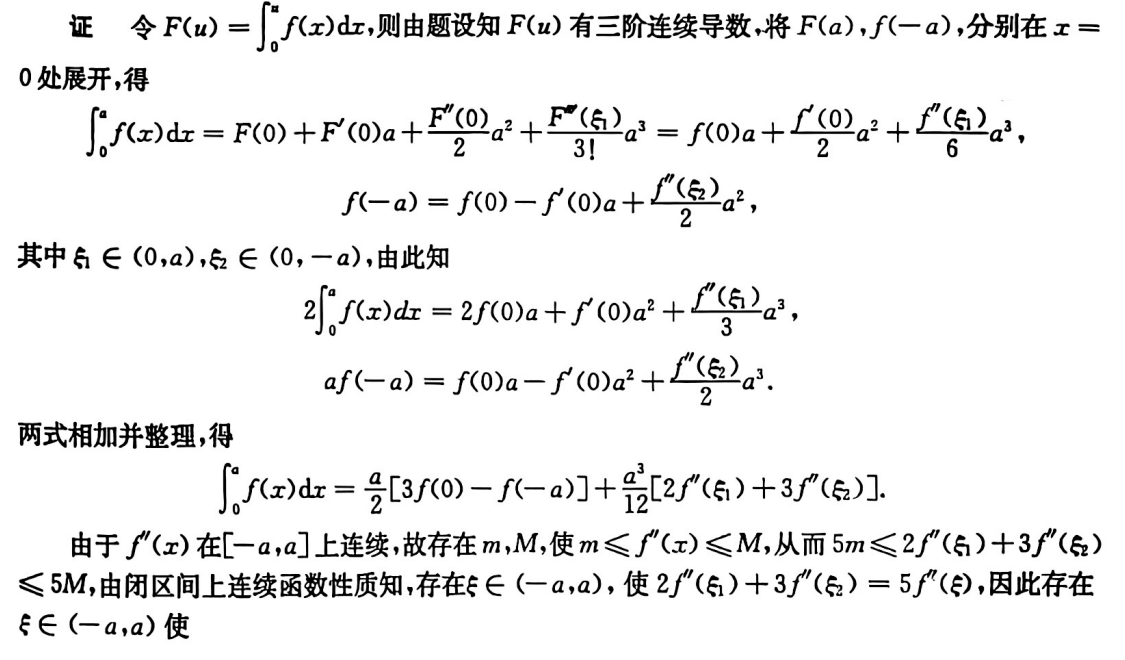 证 令 F(u) = ∫₀ᵘ f(x)dx,则由题设知 F(u) 有三阶连续导数,将 F(a),f(−a),分别在 x =
0 处展开,得
∫₀ᵃ f(x)dx = F(0) + F′(0)a + F″(0)/2 a² + F‴(ξ₁)/3! a³ = f(0)a + f′(0)/2 a² + f″(ξ₁)/6 a³,
f(−a) = f(0) − f′(0)a + f″(ξ₂)/2 a²,
其中 ξ₁ ∈ (0,a),ξ₂ ∈ (0,−a),由此知
2∫₀ᵃ f(x)dx = 2f(0)a + f′(0)a² + f″(ξ₁)/3 a³,
af(−a) = f(0)a − f′(0)a² + f″(ξ₂)/2 a³.
两式相加并整理,得
∫₀ᵃ f(x)dx = a/2 [3f(0) − f(−a)] + a³/12 [2f″(ξ₁) + 3f″(ξ₂)].
由于 f″(x) 在[−a,a]上连续,故存在 m,M,使 m ≤ f″(x) ≤ M,从而 5m ≤ 2f″(ξ₁) + 3f″(ξ₂)
≤ 5M,由闭区间上连续函数性质知,存在ξ ∈ (−a,a), 使 2f″(ξ₁) + 3f″(ξ₂) = 5f″(ξ),因此存在
ξ ∈ (−a,a) 使